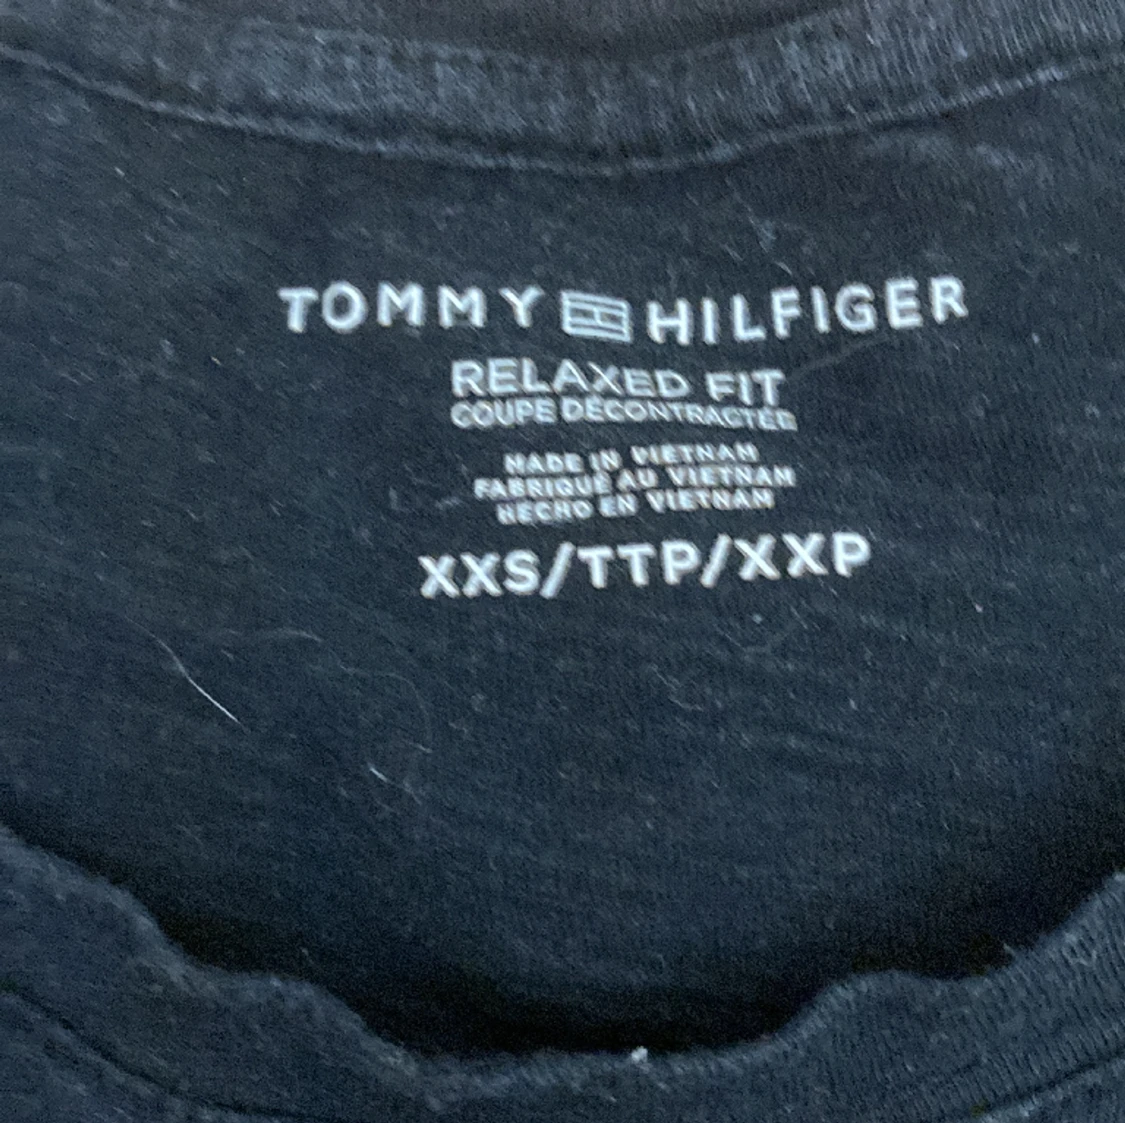 TOMMY HILFIGER
RELAXED FIT
COUPE DÉCONTRACTÉE
MADE IN VIETNAM
FABRIQUÉ AU VIETNAM
HECHO EN VIETNAM
XXS/TTP/XXP